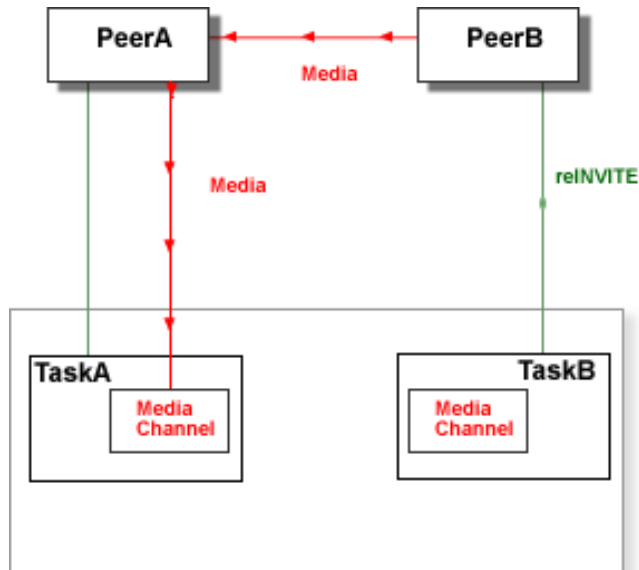 PeerA
PeerB
Media
Media
reINVITE
TaskA
TaskB
Media
Channel
Media
Channel